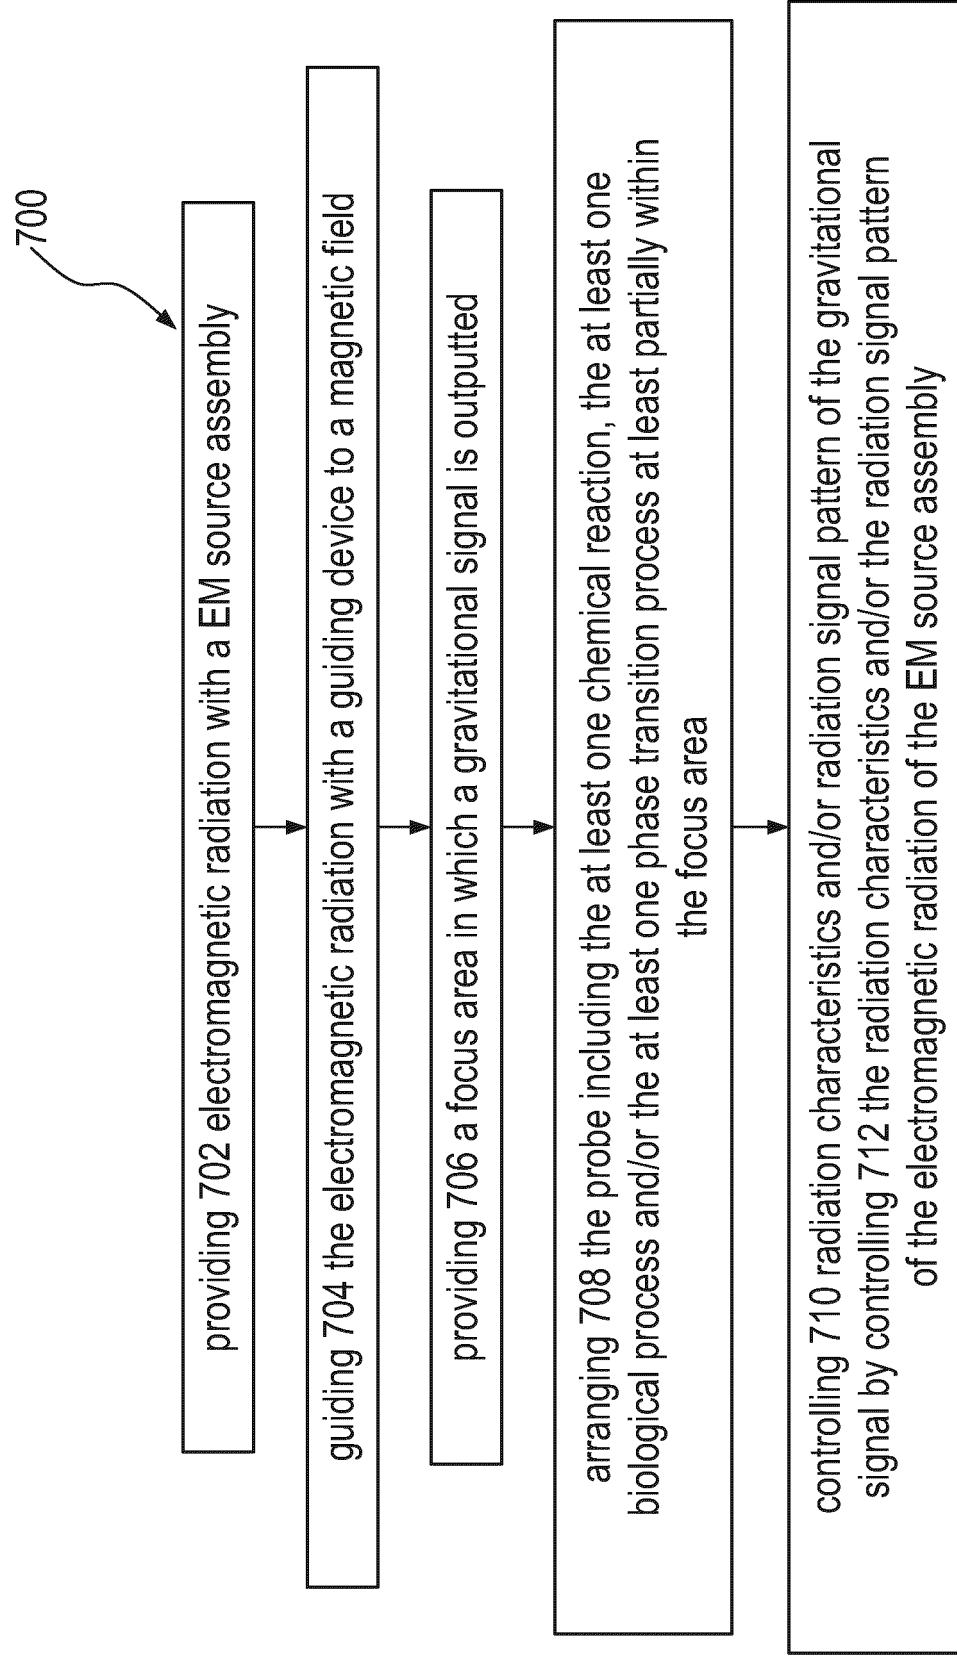 700
providing 702 electromagnetic radiation with a EM source assembly
guiding 704 the electromagnetic radiation with a guiding device to a magnetic field
providing 706 a focus area in which a gravitational signal is outputted
arranging 708 the probe including the at least one chemical reaction, the at least one
biological process and/or the at least one phase transition process at least partially within
the focus area
controlling 710 radiation characteristics and/or radiation signal pattern of the gravitational
signal by controlling 712 the radiation characteristics and/or the radiation signal pattern
of the electromagnetic radiation of the EM source assembly